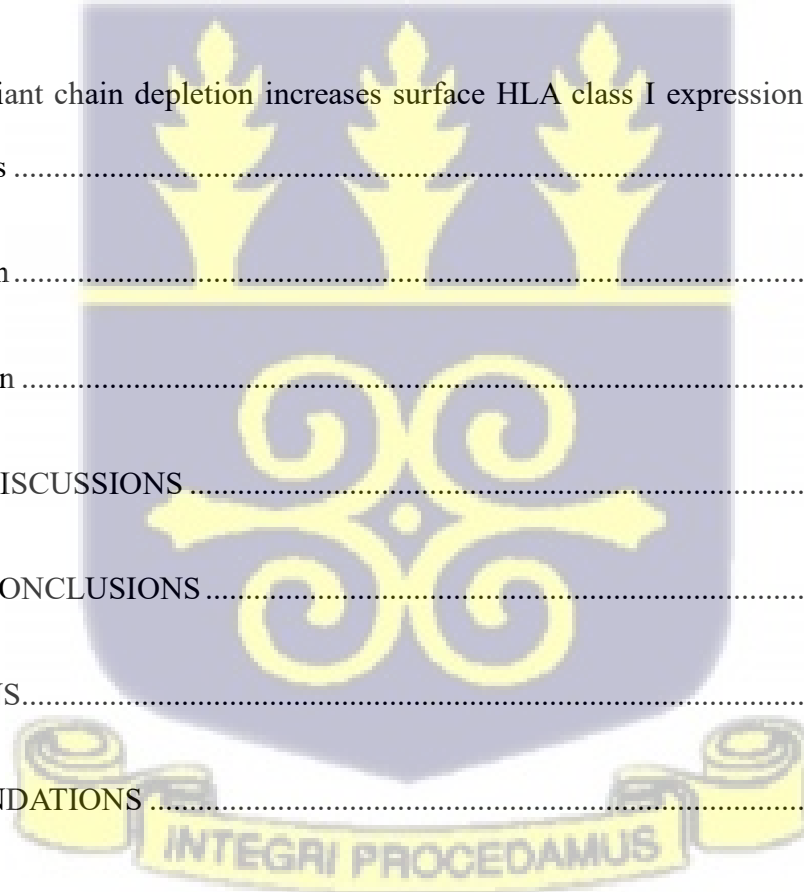 iant chain depletion increases surface HLA class I expression
s ........................................................................................................
n ........................................................................................................
n ........................................................................................................
ISCUSSIONS ................................................................................
ONCLUSIONS ..............................................................................
S ........................................................................................................
NDATIONS ....................................................................................
INTEGRI PROCEDAMUS